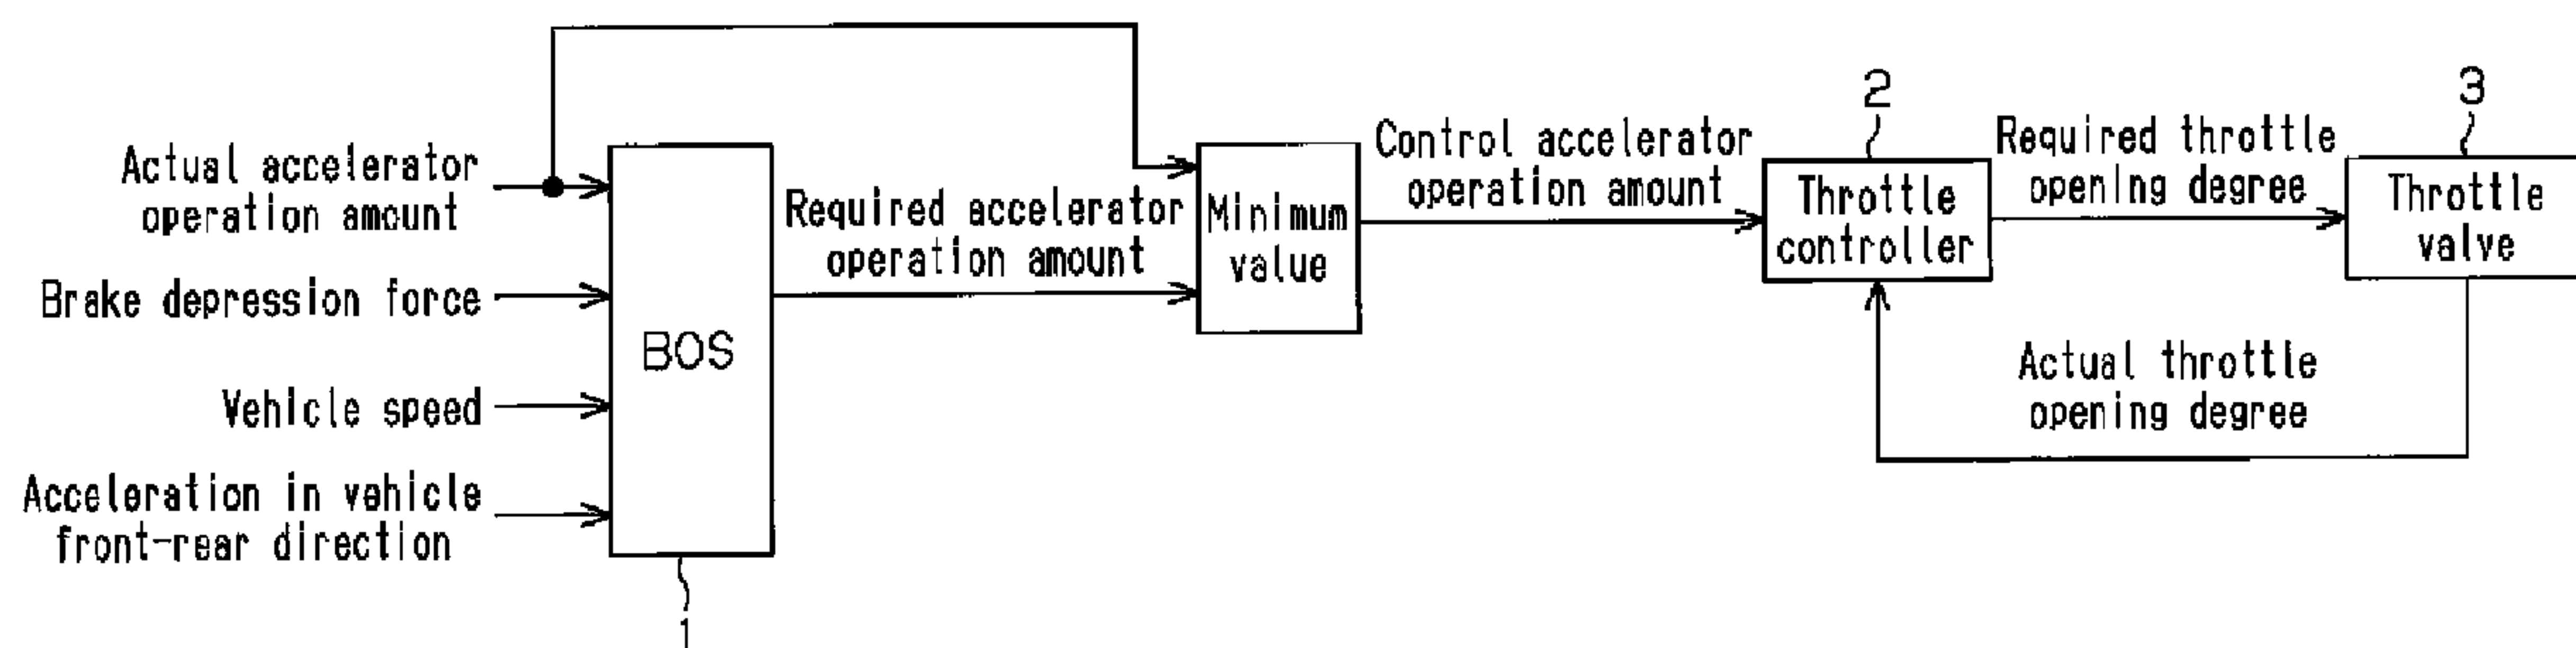 Actual accelerator
operation amount
Brake depression force
Vehicle speed
Acceleration in vehicle
front-rear direction
BOS
1
Required accelerator
operation amount
Minimum
value
Control accelerator
operation amount
2
Throttle
controller
Required throttle
opening degree
3
Throttle
valve
Actual throttle
opening degree